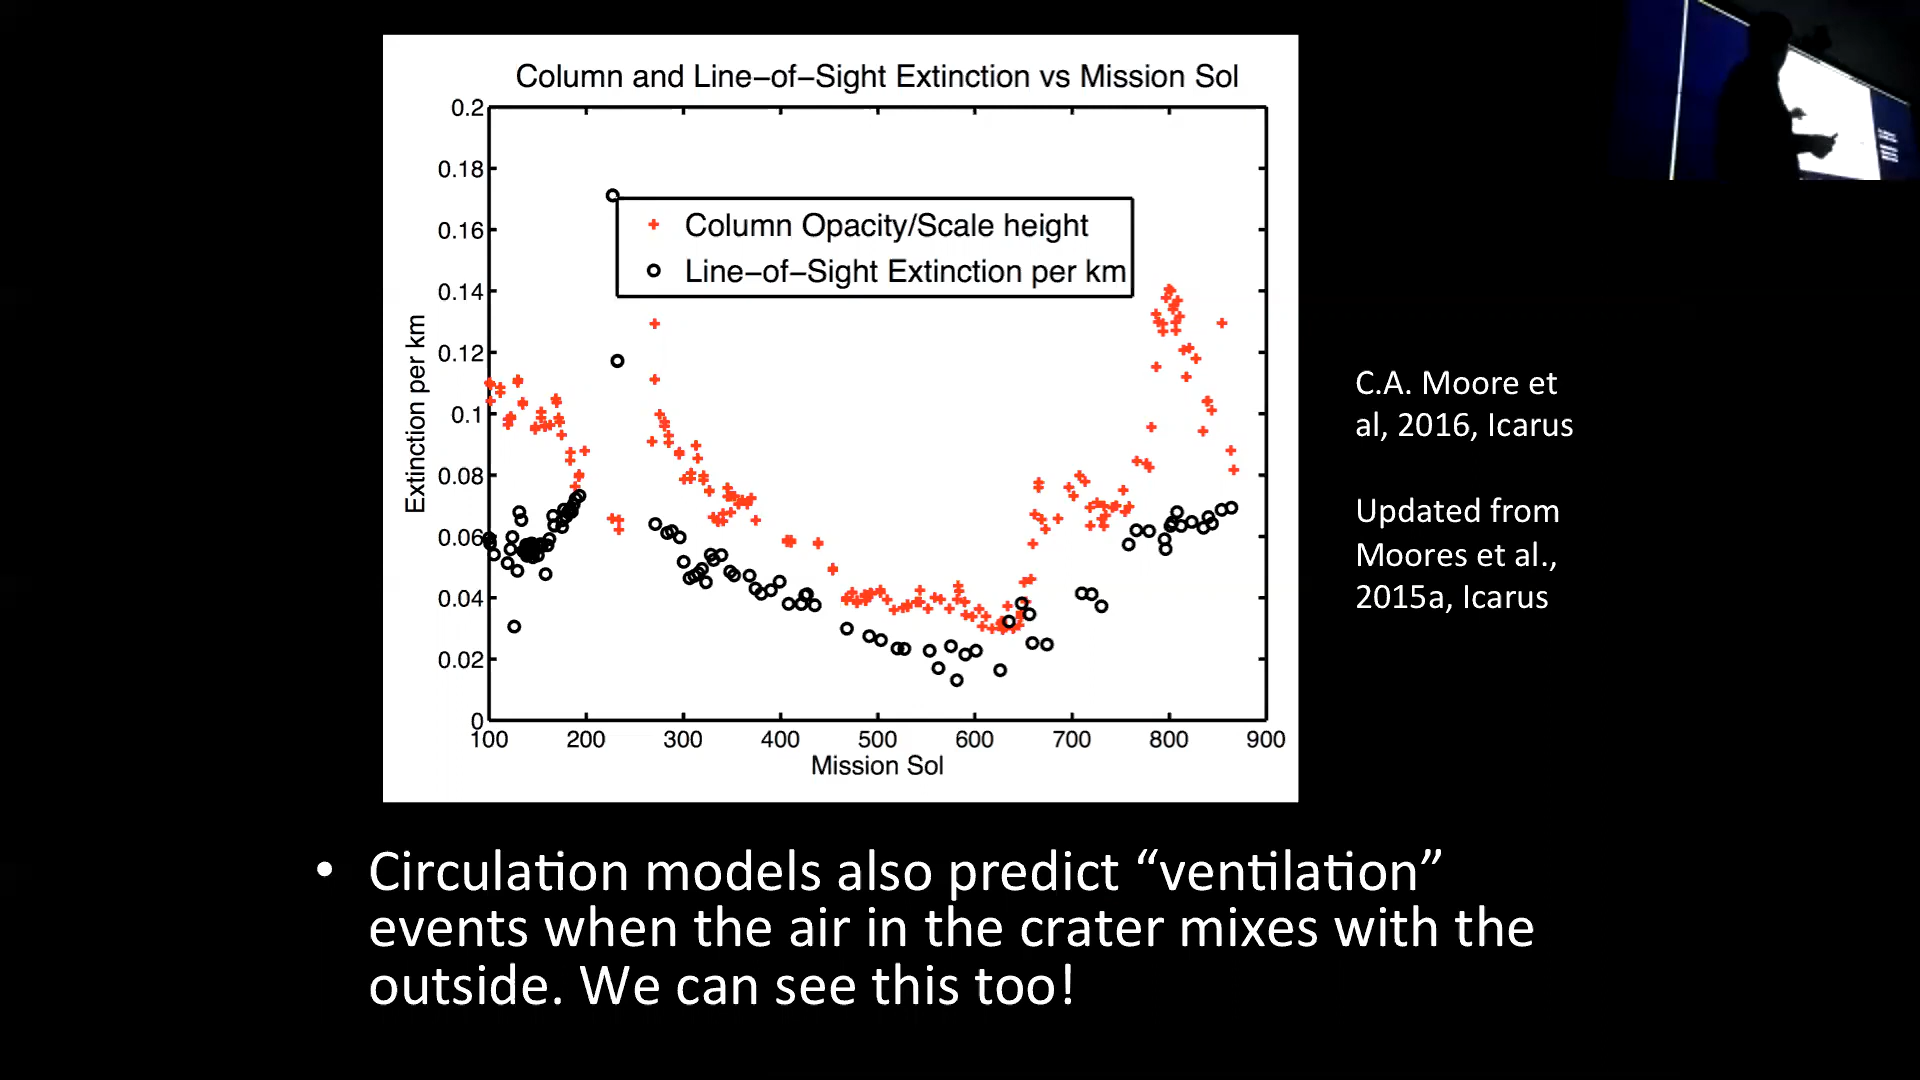 Column and Line−of−Sight Extinction vs Mission Sol
0.2
0.18
0.16
0.14
0.12
0.1
0.08
0.06
0.04
0.02
0
Extinction per km
Column Opacity/Scale height
Line−of−Sight Extinction per km
100 200 300 400 500 600 700 800 900
Mission Sol
C.A. Moore et
al, 2016, Icarus
Updated from
Moores et al.,
2015a, Icarus
• Circulation models also predict “ventilation”
events when the air in the crater mixes with the
outside. We can see this too!